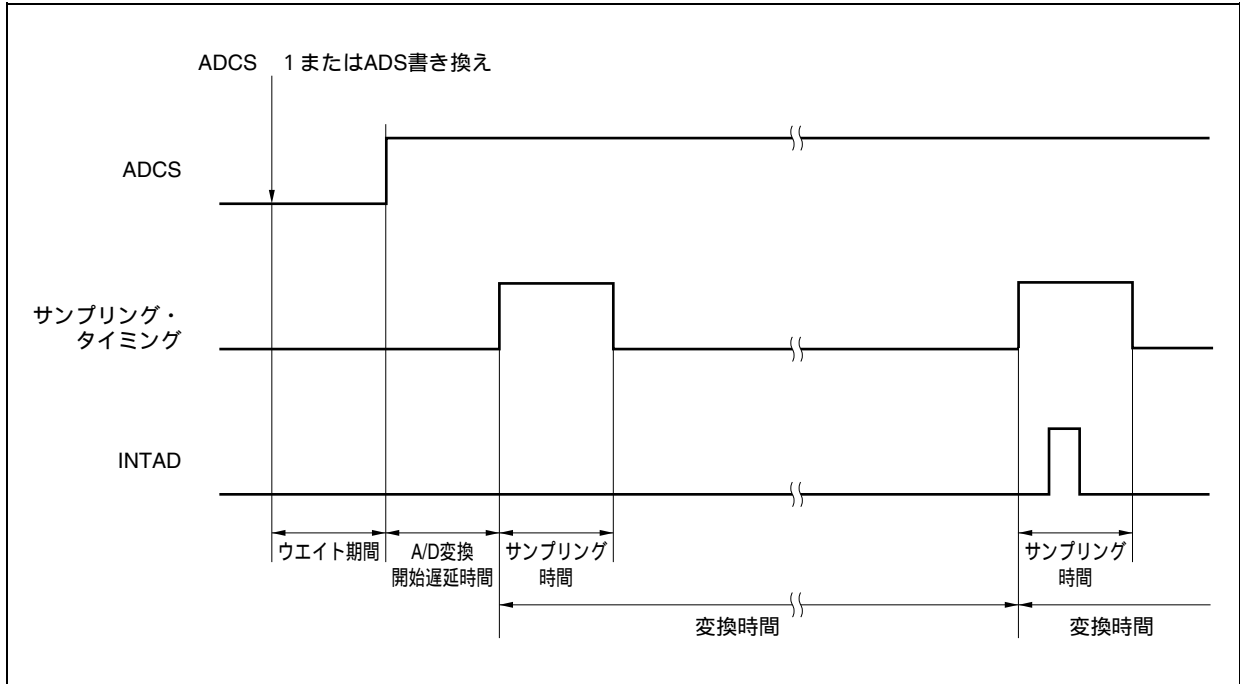 ADCS 1またはADS書き換え
ADCS
サンプリング・
タイミング
INTAD
ウエイト期間
A/D変換
開始遅延時間
サンプリング
時間
サンプリング
時間
変換時間
変換時間